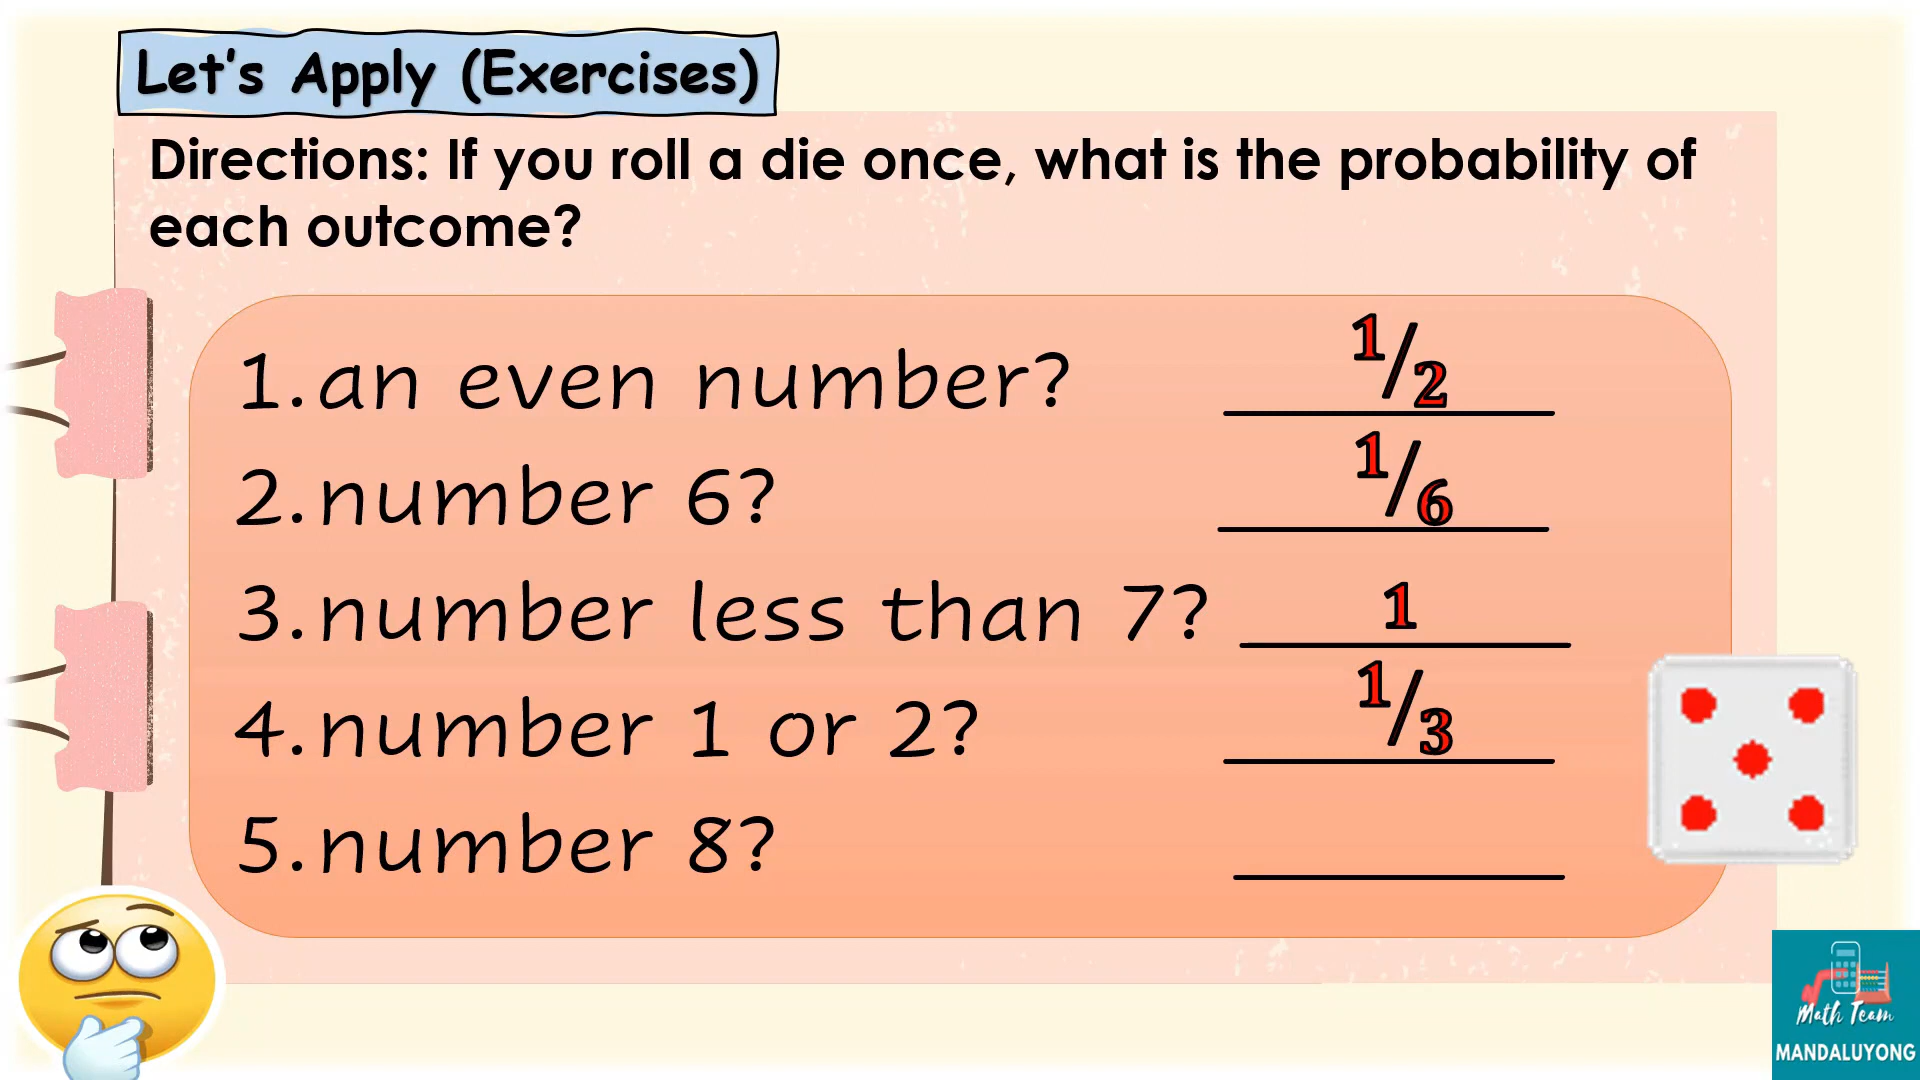 Let's Apply (Exercises)
Directions: If you roll a die once, what is the probability of
each outcome?
1. an even number? 1/2
2. number 6? 1/6
3. number less than 7? 1
4. number 1 or 2? 1/3
5. number 8?
Math Team
MANDALUYONG